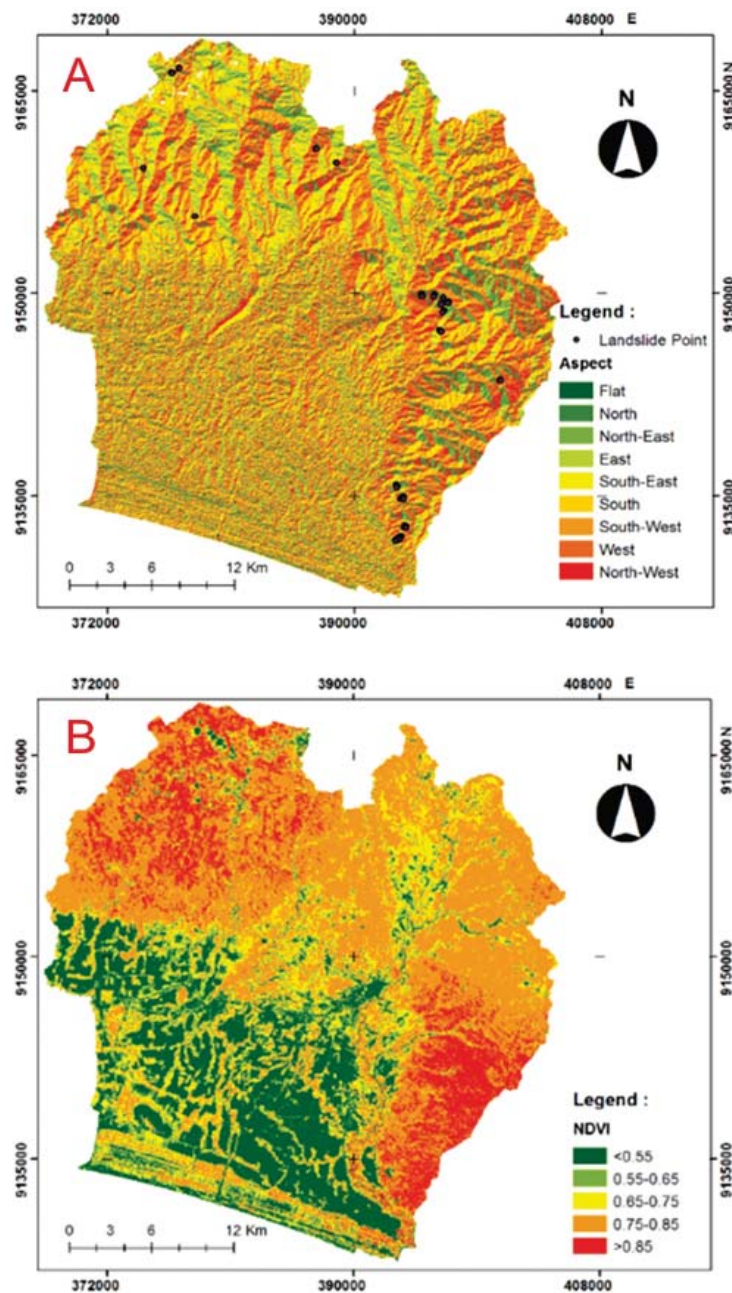 372000 390000 408000 E
A
N
9165000 9165000 N
9150000 9150000
9135000 9135000
Legend :
Landslide Point
Aspect
Flat
North
North-East
East
South-East
South
South-West
West
North-West
0 3 6 12 Km
372000 390000 408000
372000 390000 408000 E
B
N
9165000 9165000 N
9150000 9150000
9135000 9135000
Legend :
NDVI
<0.55
0.55-0.65
0.65-0.75
0.75-0.85
>0.85
0 3 6 12 Km
372000 390000 408000